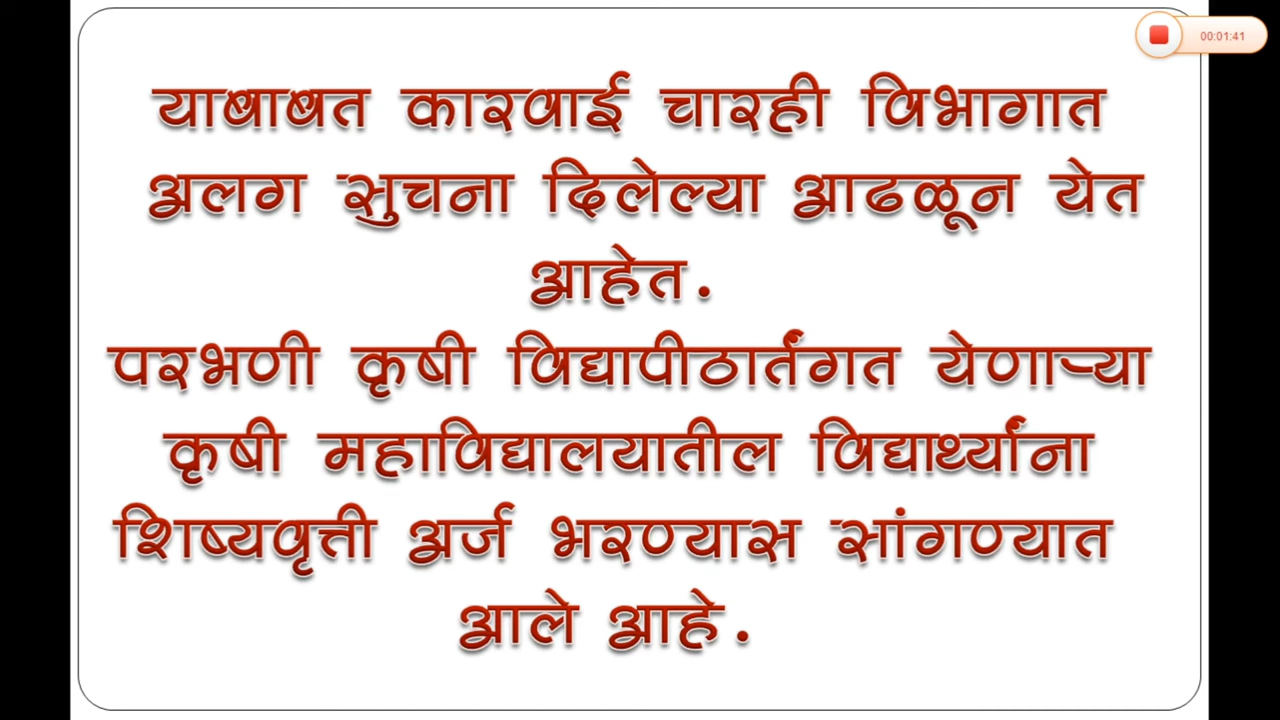 00:01:41
याबाबत कारवाई चारही विभागात
अलग सुचना दिलेल्या आढळून येत
आहेत.
परभणी कृषी विद्यापीठार्तंगत येणाऱ्या
कृषी महाविद्यालयातील विद्यार्थ्यांना
शिष्यवृत्ती अर्ज भरण्यास सांगण्यात
आले आहे.